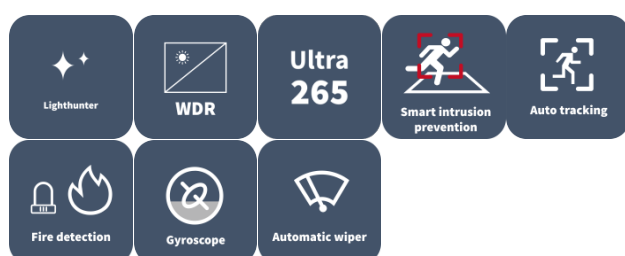 Lighthunter
WDR
Ultra
265
Smart intrusion
prevention
Auto tracking
Fire detection
Gyroscope
Automatic wiper